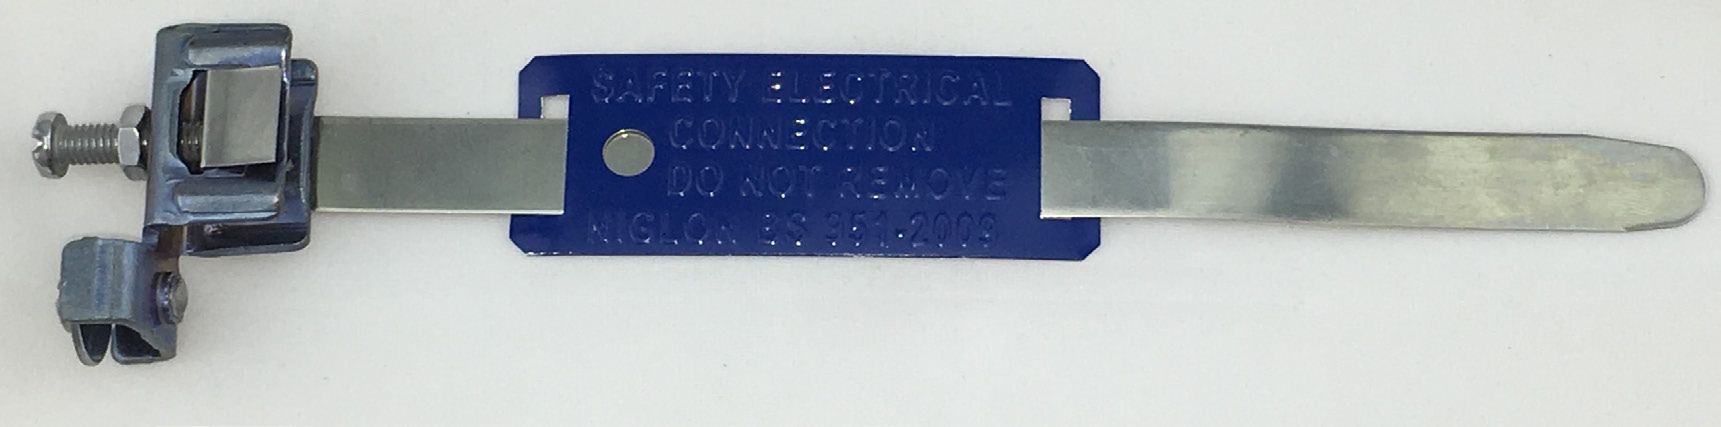 SAFETY ELECTRICAL
CONNECTION
DO NOT REMOVE
NIGLON BS 951-2009